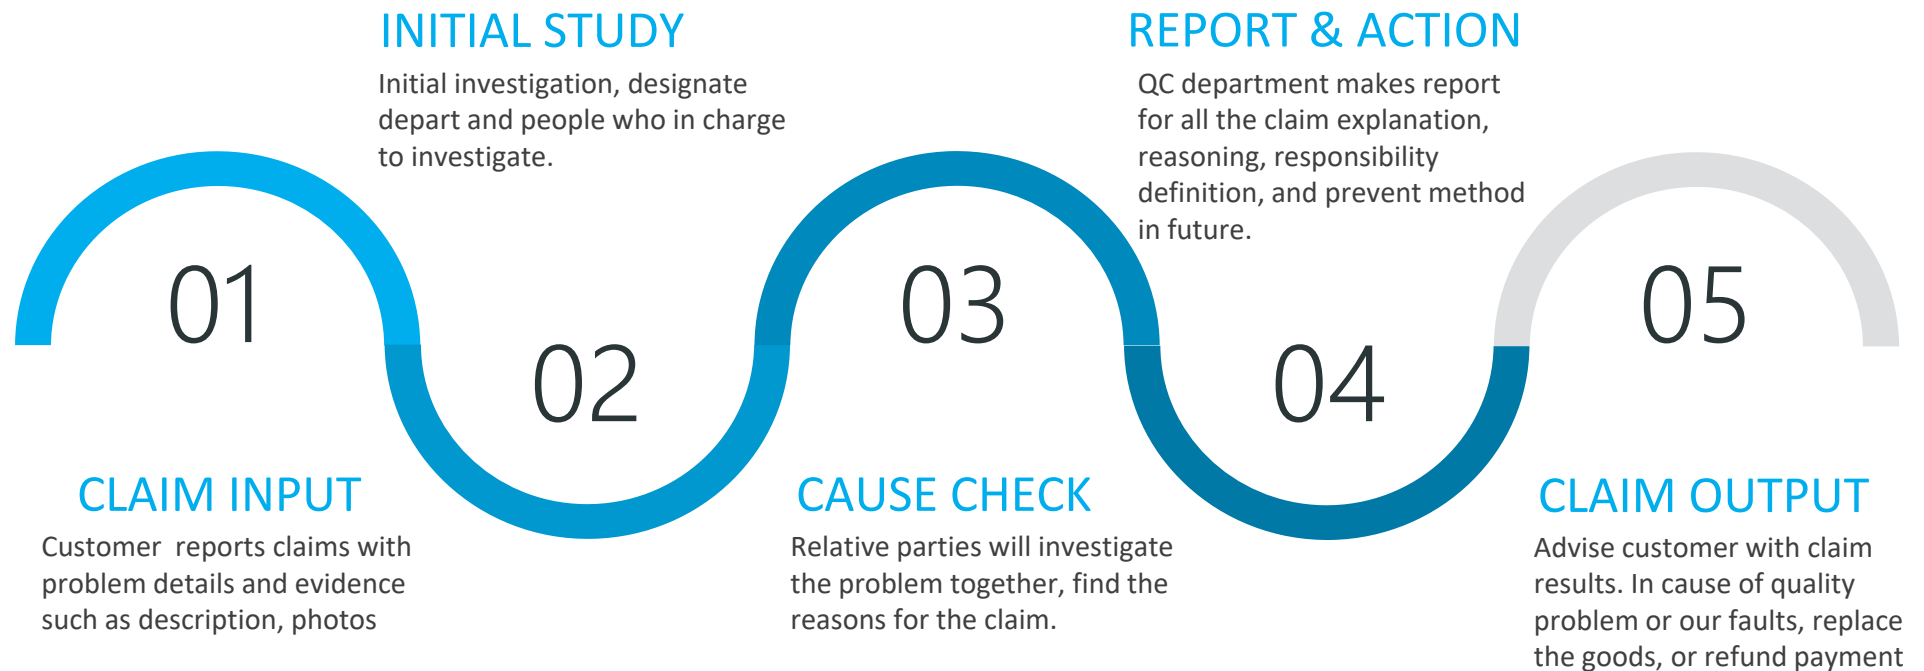 01
CLAIM INPUT
Customer  reports claims with
problem details and evidence
such as description, photos
INITIAL STUDY
Initial investigation, designate
depart and people who in charge
to investigate.
02
03
CAUSE CHECK
Relative parties will investigate
the problem together, find the
reasons for the claim.
REPORT & ACTION
QC department makes report
for all the claim explanation,
reasoning, responsibility
definition, and prevent method
in future.
04
05
CLAIM OUTPUT
Advise customer with claim
results. In cause of quality
problem or our faults, replace
the goods, or refund payment